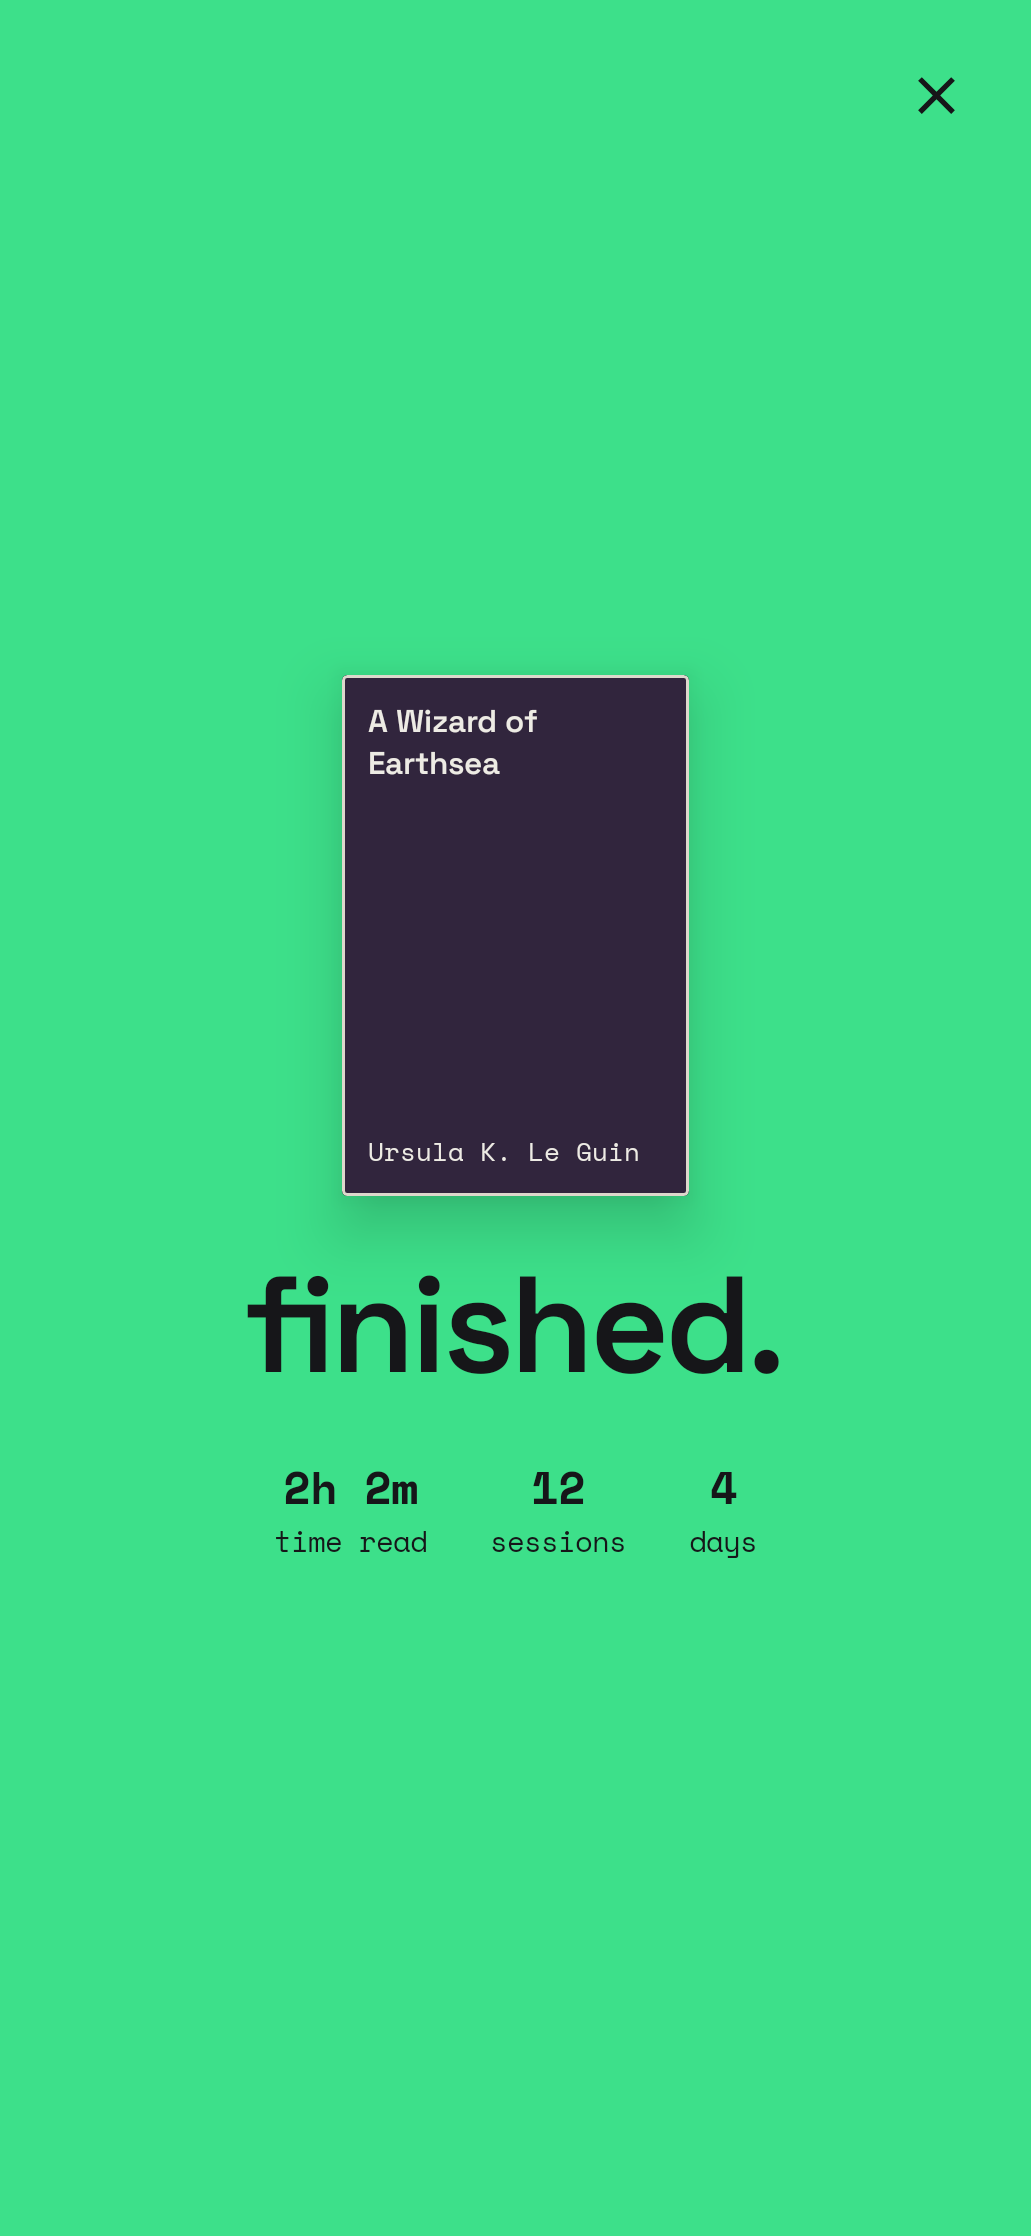 A Wizard of
Earthsea
Ursula K. Le Guin
finished.
2h 2m 12 4
time read sessions days